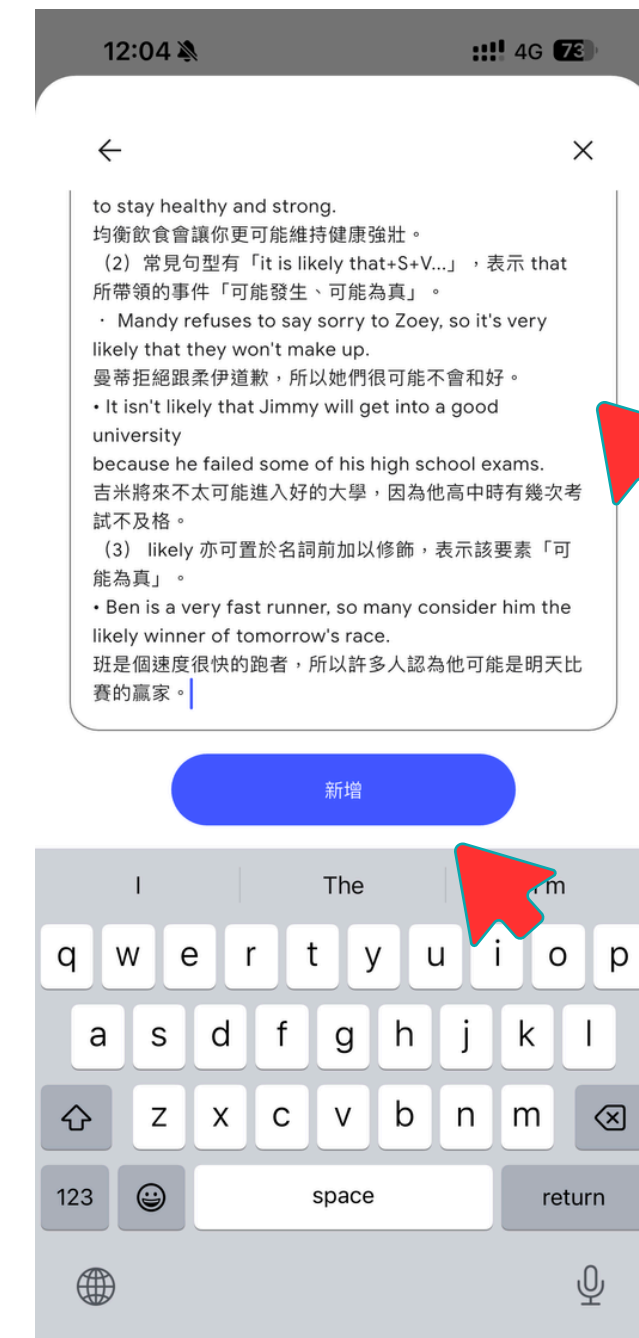 12:04
4G 73
to stay healthy and strong.
均衡飲食會讓你更可能維持健康強壯。
（2）常見句型有「it is likely that+S+V...」，表示 that
所帶領的事件「可能發生、可能為真」。
· Mandy refuses to say sorry to Zoey, so it's very
likely that they won't make up.
曼蒂拒絕跟柔伊道歉，所以她們很可能不會和好。
• It isn't likely that Jimmy will get into a good
university
because he failed some of his high school exams.
吉米將來不太可能進入好的大學，因為他高中時有幾次考
試不及格。
（3） likely 亦可置於名詞前加以修飾，表示該要素「可
能為真」。
• Ben is a very fast runner, so many consider him the
likely winner of tomorrow's race.
班是個速度很快的跑者，所以許多人認為他可能是明天比
賽的贏家。
新增
I The
q w e r t y u i o p
a s d f g h j k l
z x c v b n m
123 space return